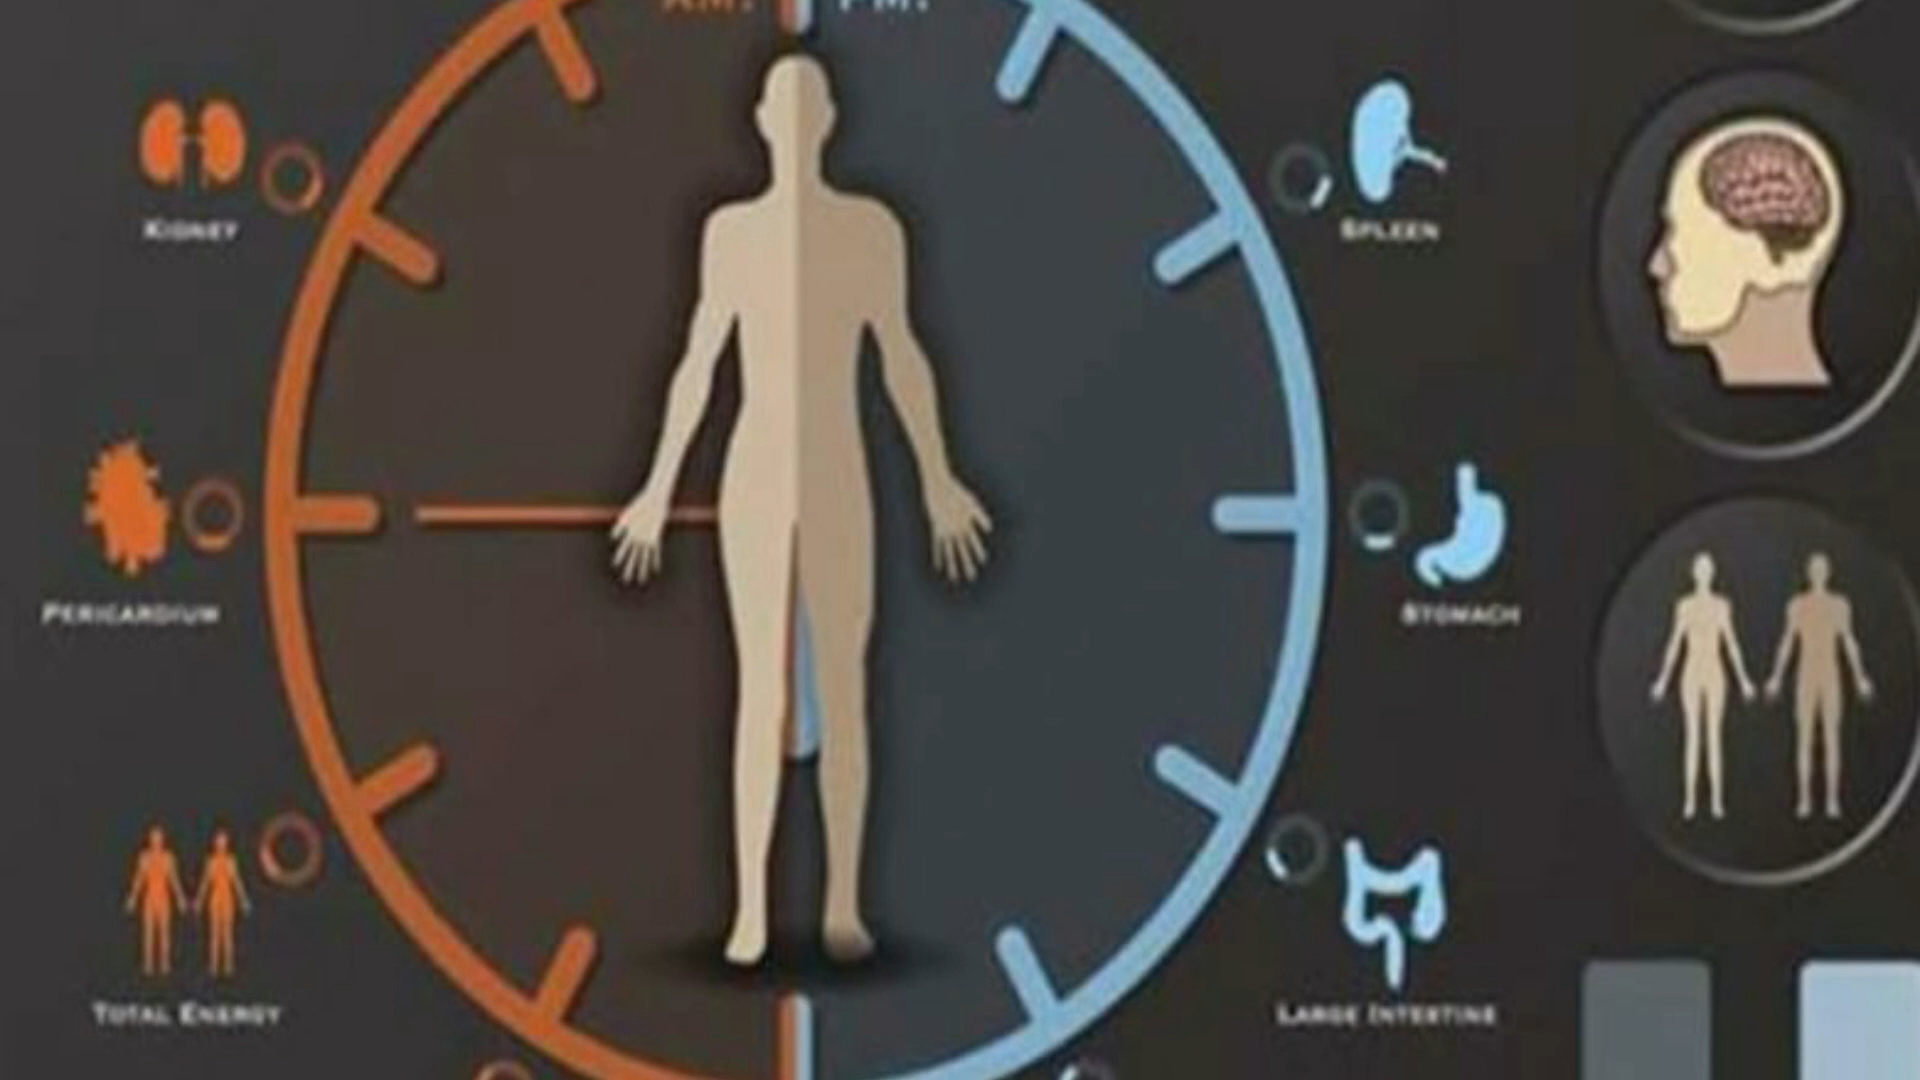 A.M. P.M.
Kidney
Spleen
Pericardium
Stomach
Total Energy
Large Intestine